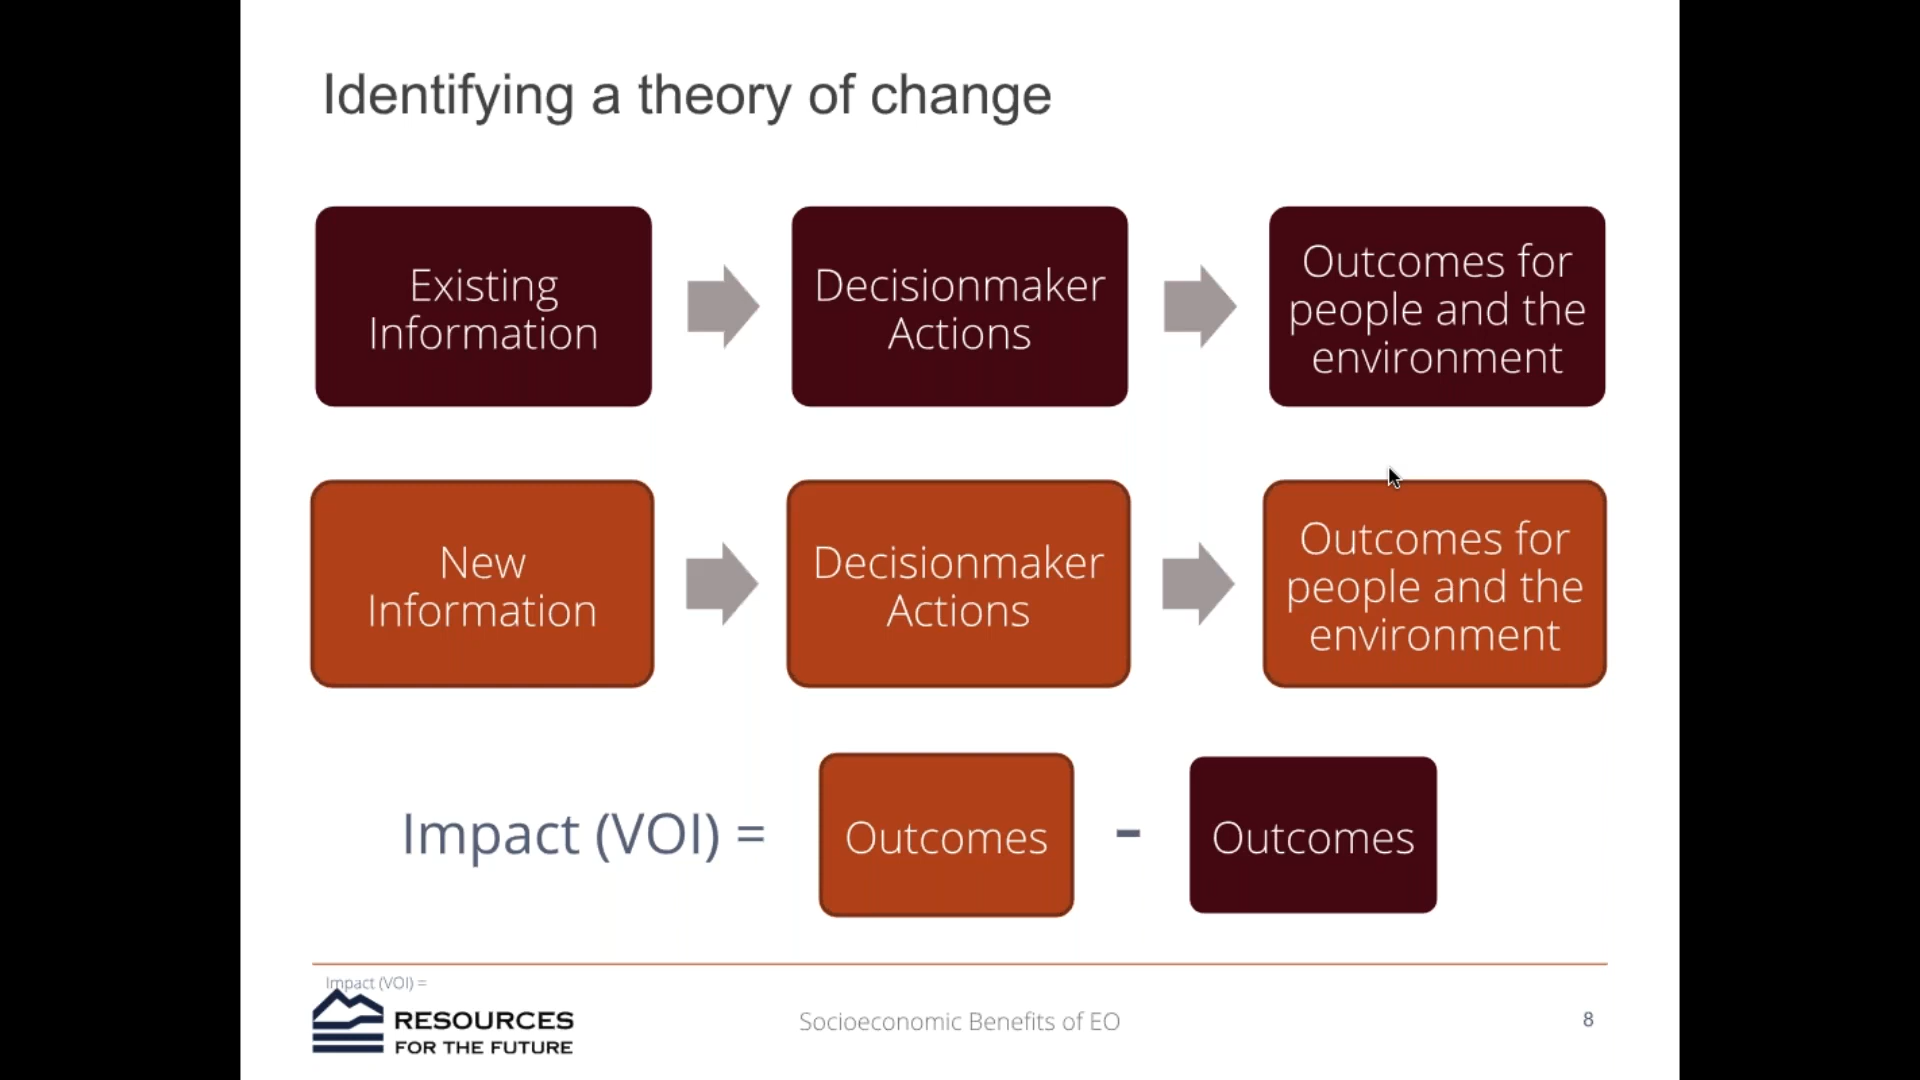 Identifying a theory of change
Existing
Information
Decisionmaker
Actions
Outcomes for
people and the
environment
New
Information
Decisionmaker
Actions
Outcomes for
people and the
environment
Impact (VOI) =
Outcomes
-
Outcomes
Impact (VOI) =
RESOURCES
FOR THE FUTURE
Socioeconomic Benefits of EO
8